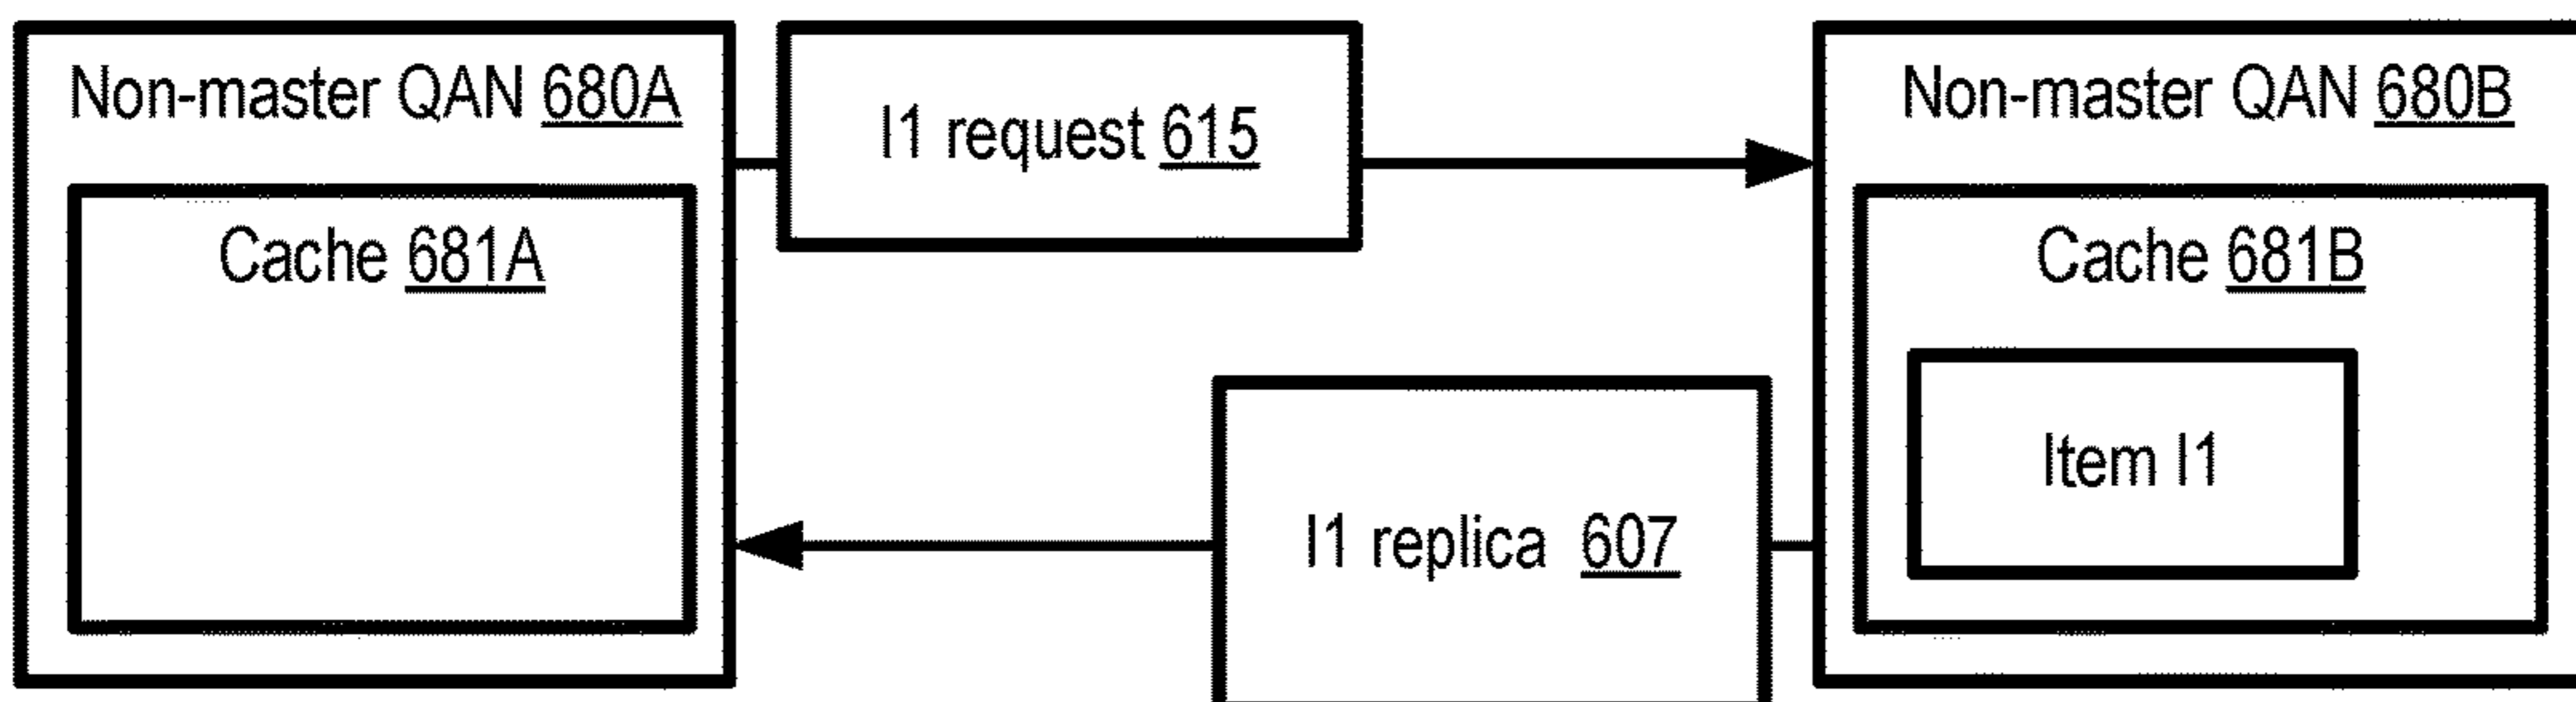 Non-master QAN 680A
Cache 681A
I1 request 615
I1 replica 607
Non-master QAN 680B
Cache 681B
Item I1